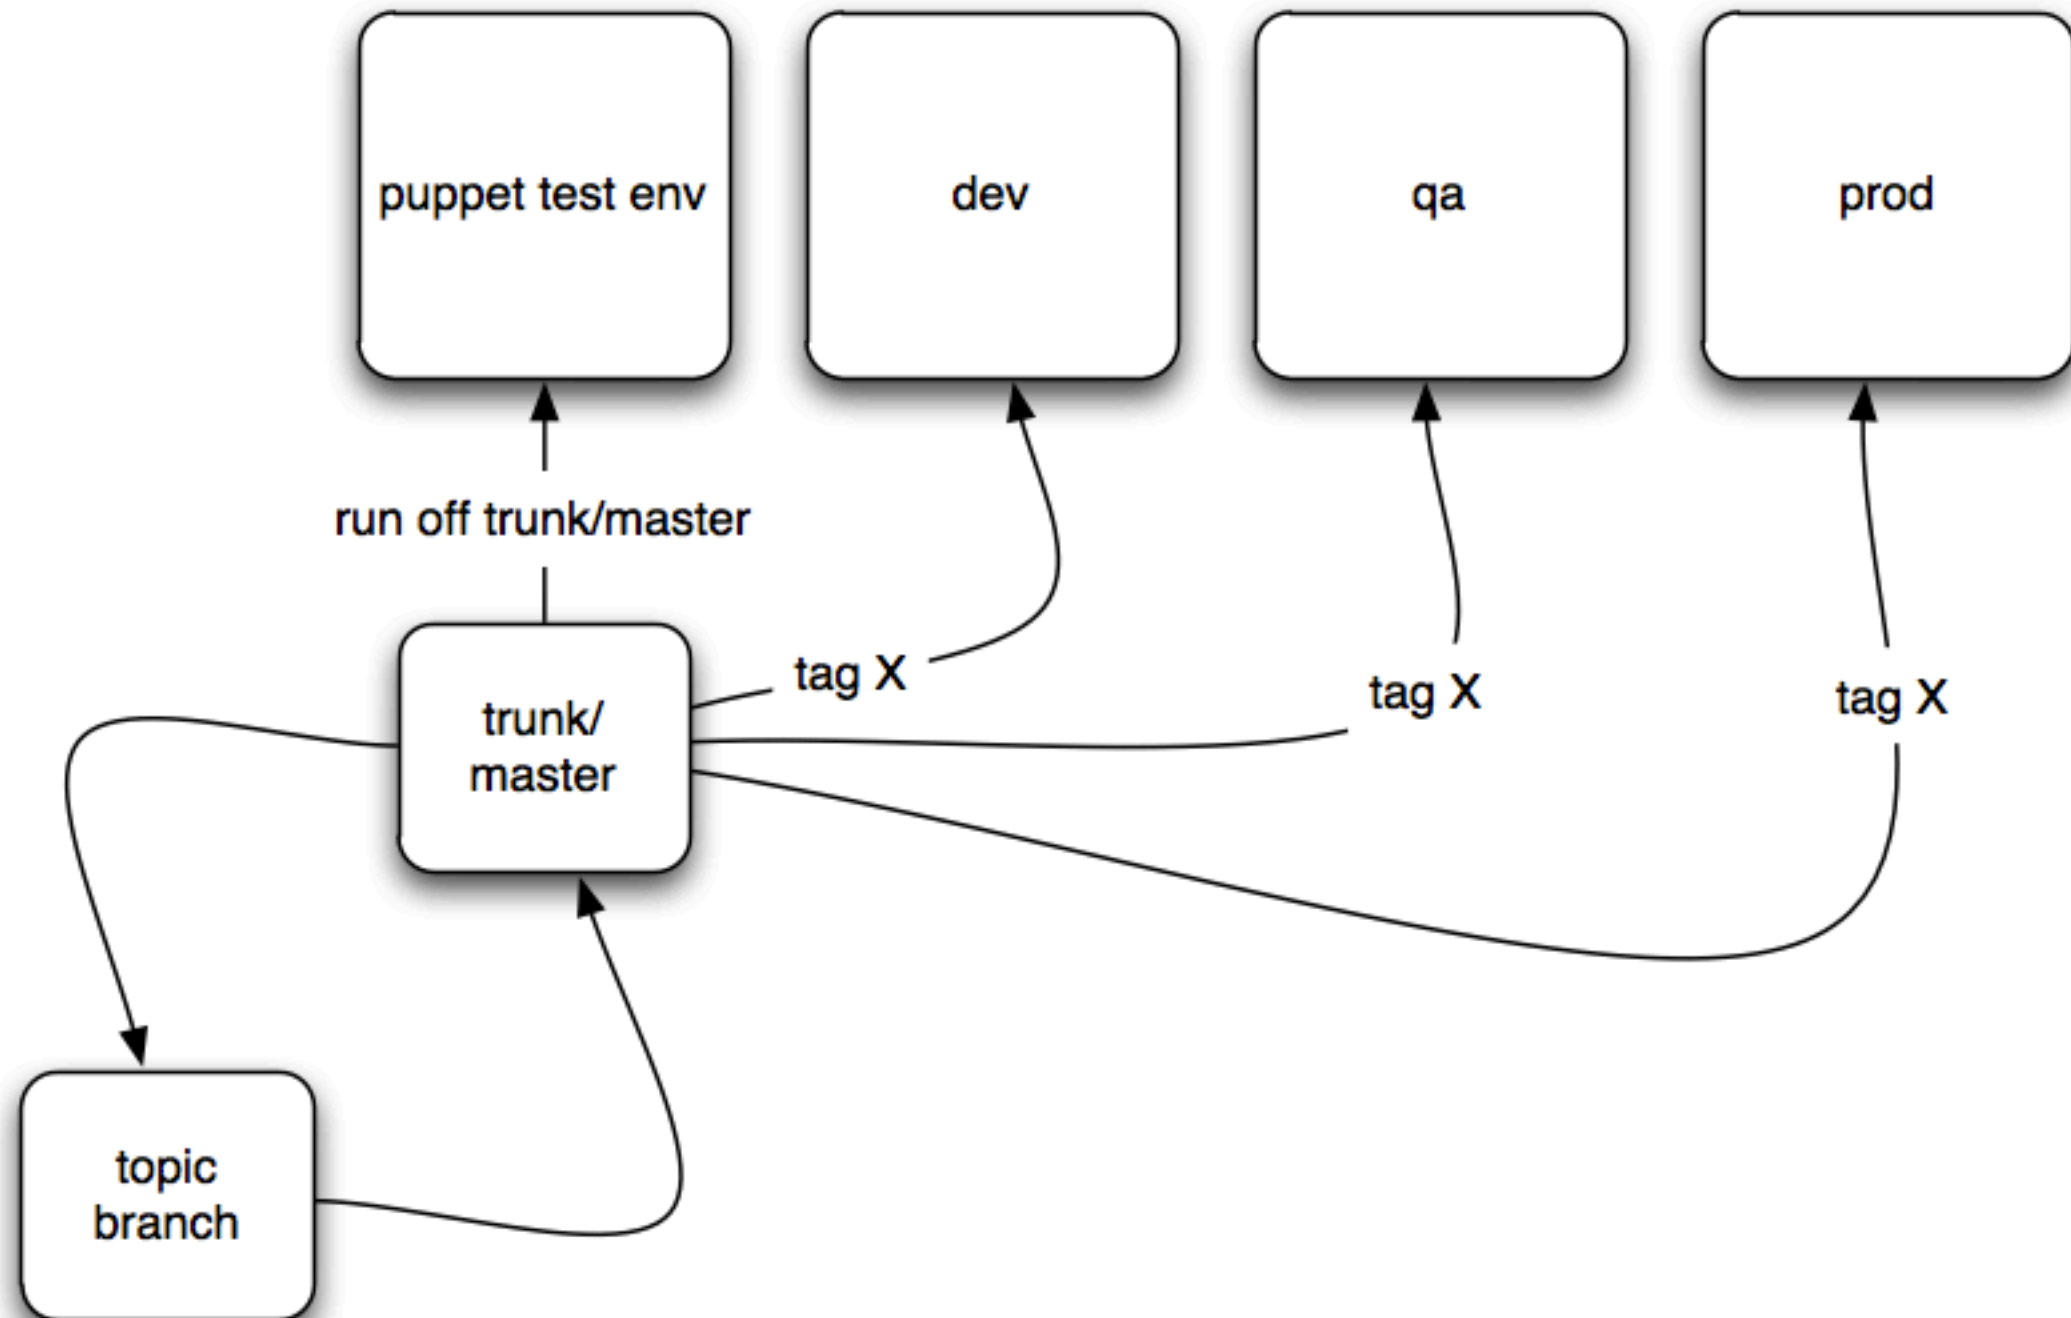 puppet test env
dev
qa
prod
run off trunk/master
tag X
tag X
tag X
trunk/
master
topic
branch